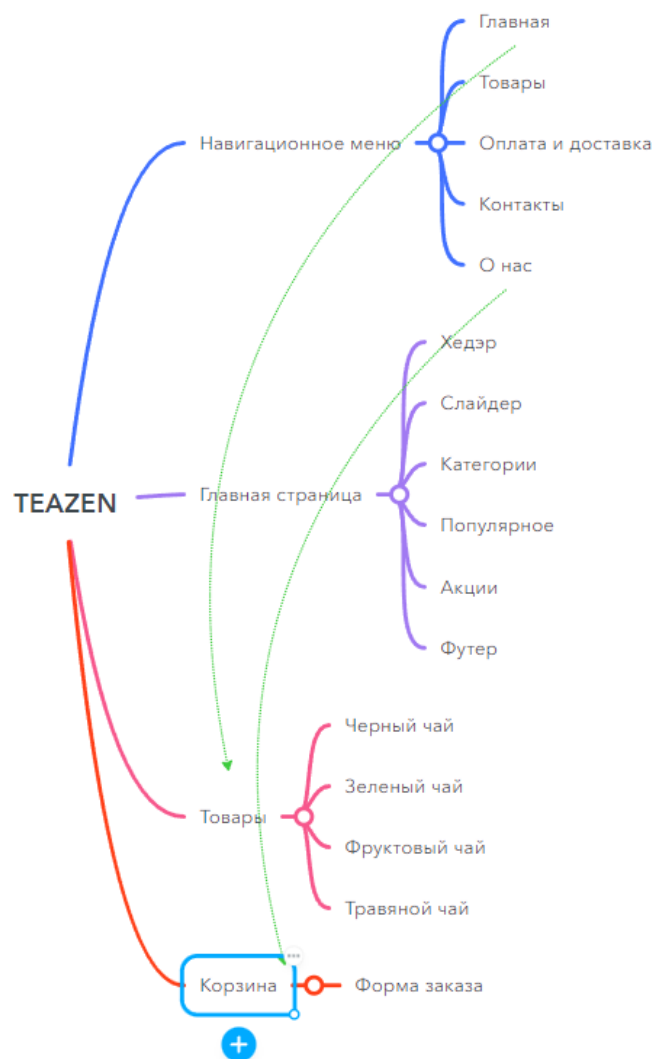 Главная
Товары
Навигационное меню
Оплата и доставка
Контакты
О нас
Хедэр
Слайдер
Категории
TEAZEN
Главная страница
Популярное
Акции
Футер
Черный чай
Зеленый чай
Товары
Фруктовый чай
Травяной чай
Корзина
Форма заказа